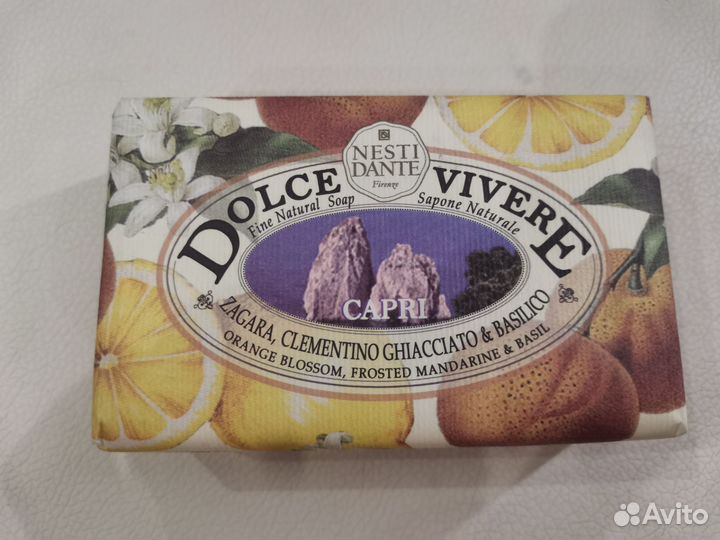 NESTI
DANTE
Firenze
DOLCE VIVERE
Fine Natural Soap Sapone Naturale
CAPRI
ZAGARA, CLEMENTINO GHIACCIATO & BASILICO
ORANGE BLOSSOM, FROSTED MANDARINE & BASIL
Avito